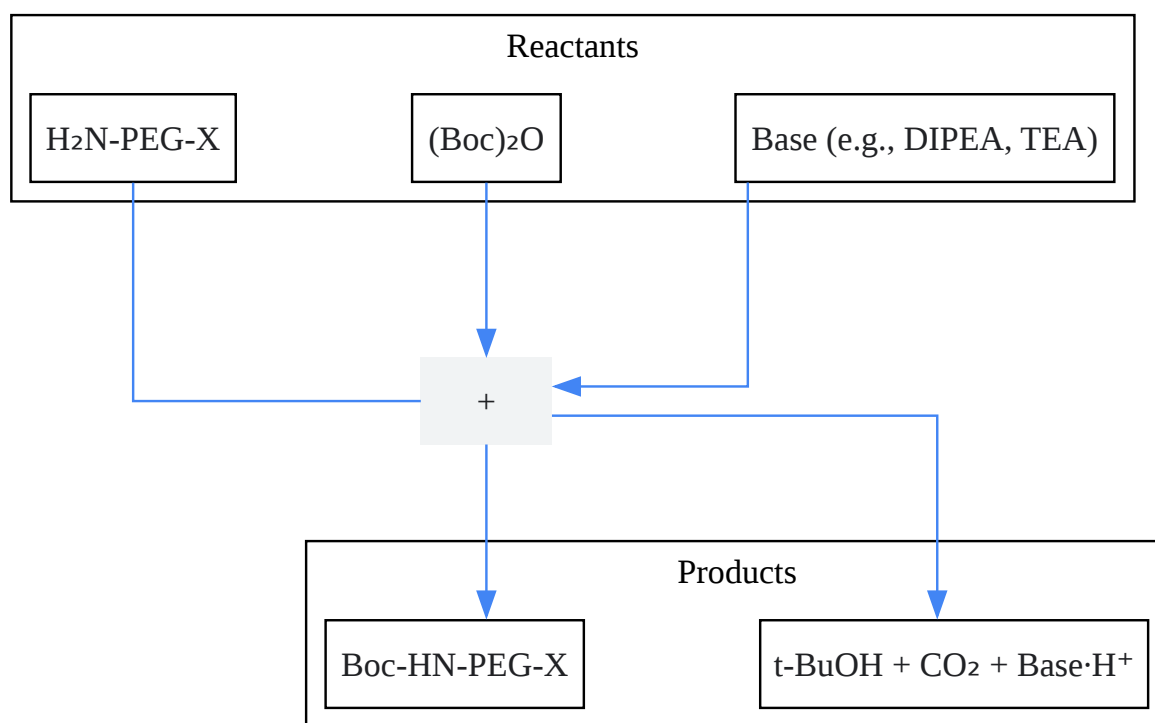 Reactants
H₂N-PEG-X
(Boc)₂O
Base (e.g., DIPEA, TEA)
+
Products
Boc-HN-PEG-X
t-BuOH + CO₂ + Base·H⁺